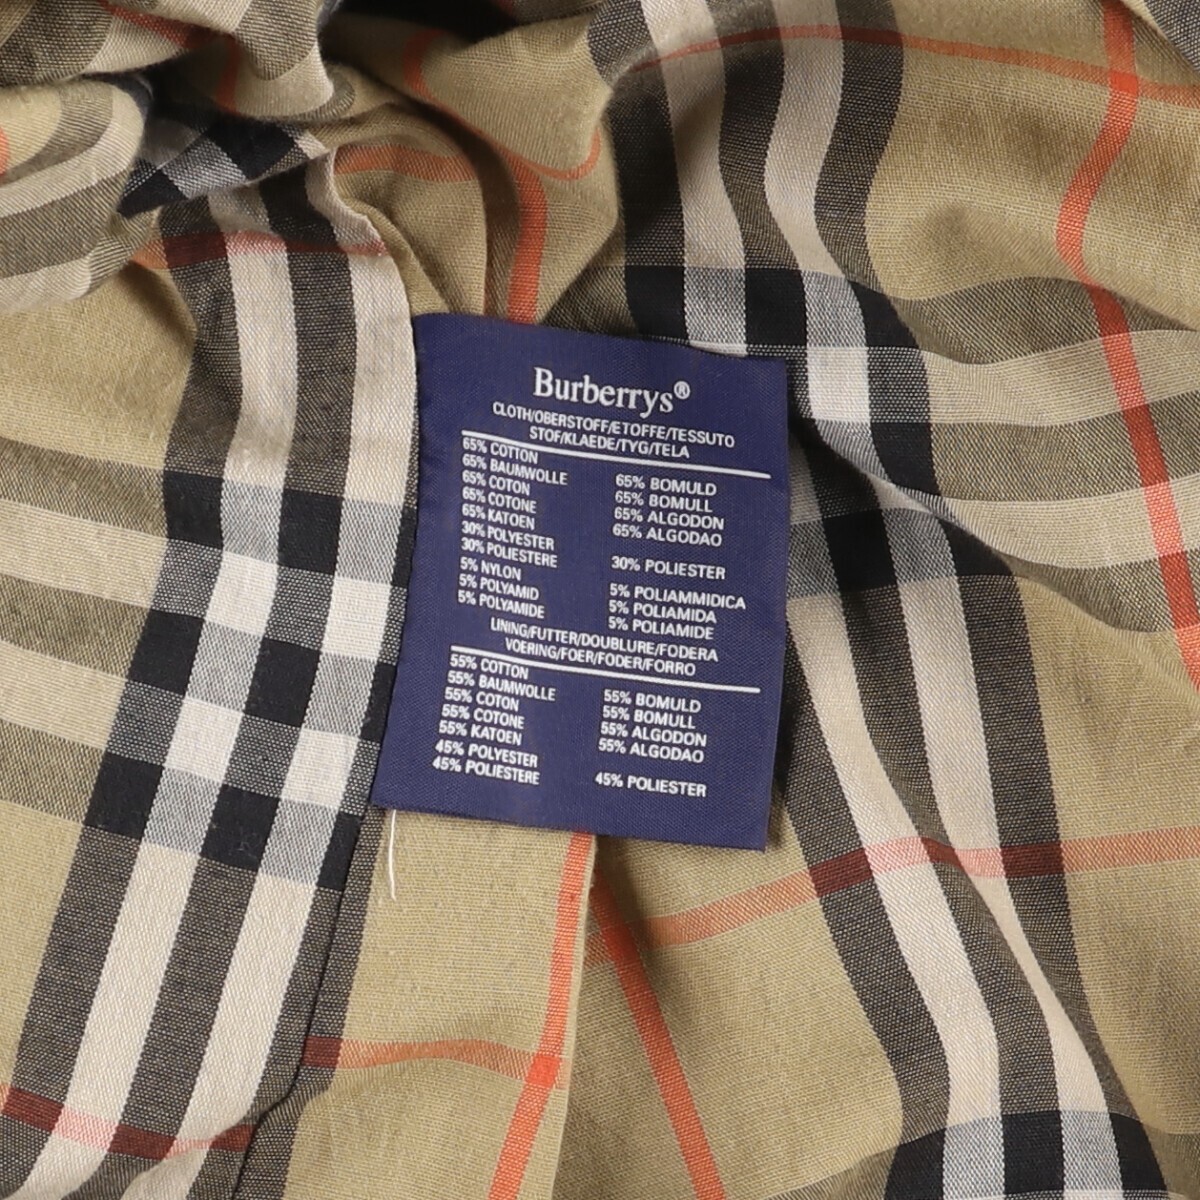 Burberrys®
CLOTH/OBERSTOFF/ETOFFE/TESSUTO
STOF/KLAEDE/TYG/TELA
65% COTTON
65% BAUMWOLLE
65% COTON
65% COTONE
65% KATOEN
30% POLYESTER
30% POLIESTERE
5% NYLON
5% POLYAMID
5% POLYAMIDE
65% BOMULD
65% BOMULL
65% ALGODON
65% ALGODAO
30% POLIESTER
5% POLIAMMIDICA
5% POLIAMIDA
5% POLIAMIDE
LINING/FUTTER/DOUBLURE/FODERA
VOERING/FOER/FODER/FORRO
55% COTTON
55% BAUMWOLLE
55% COTON
55% COTONE
55% KATOEN
45% POLYESTER
45% POLIESTERE
55% BOMULD
55% BOMULL
55% ALGODON
55% ALGODAO
45% POLIESTER